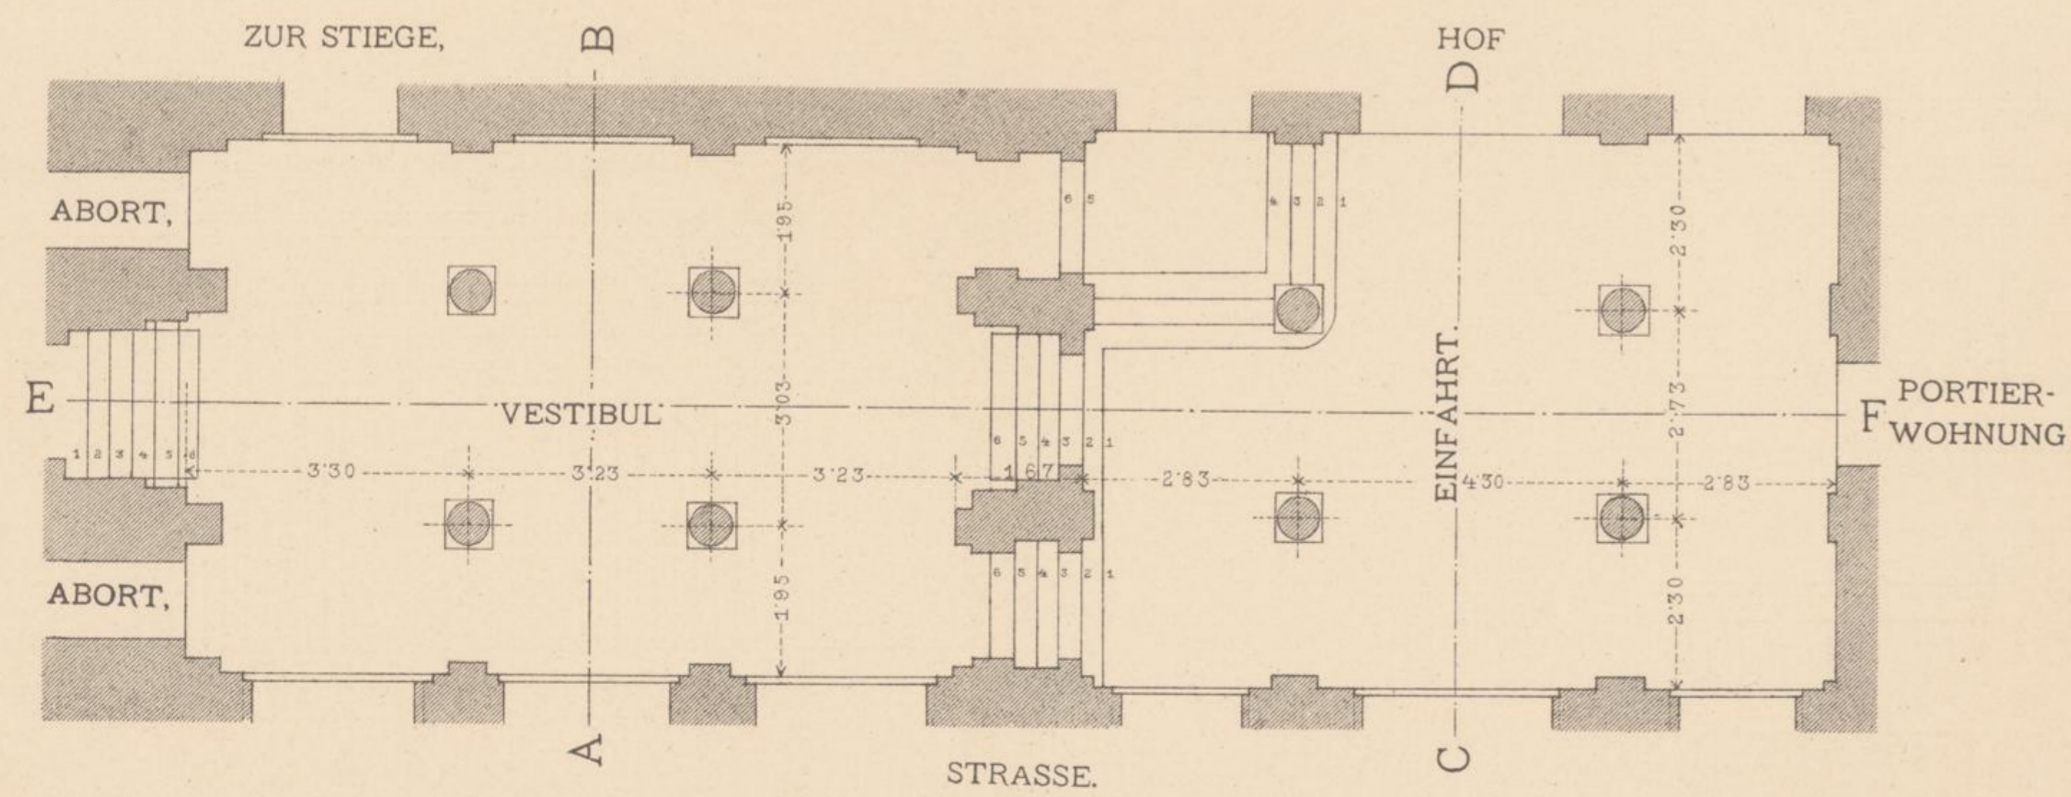 ZUR STIEGE,
B
HOF
D
ABORT,
1'95
6 5
4 3 2 1
2'30
E
VESTIBUL
3'03
EINFAHRT.
2'73
F
PORTIER-
WOHNUNG
1 2 3 4 5 6
6 5 4 3 2 1
3'30
3'23
3'23
1 67
2'83
4'30
2'83
6 5 4 3 2 1
ABORT,
1'95
2'30
A
C
STRASSE.